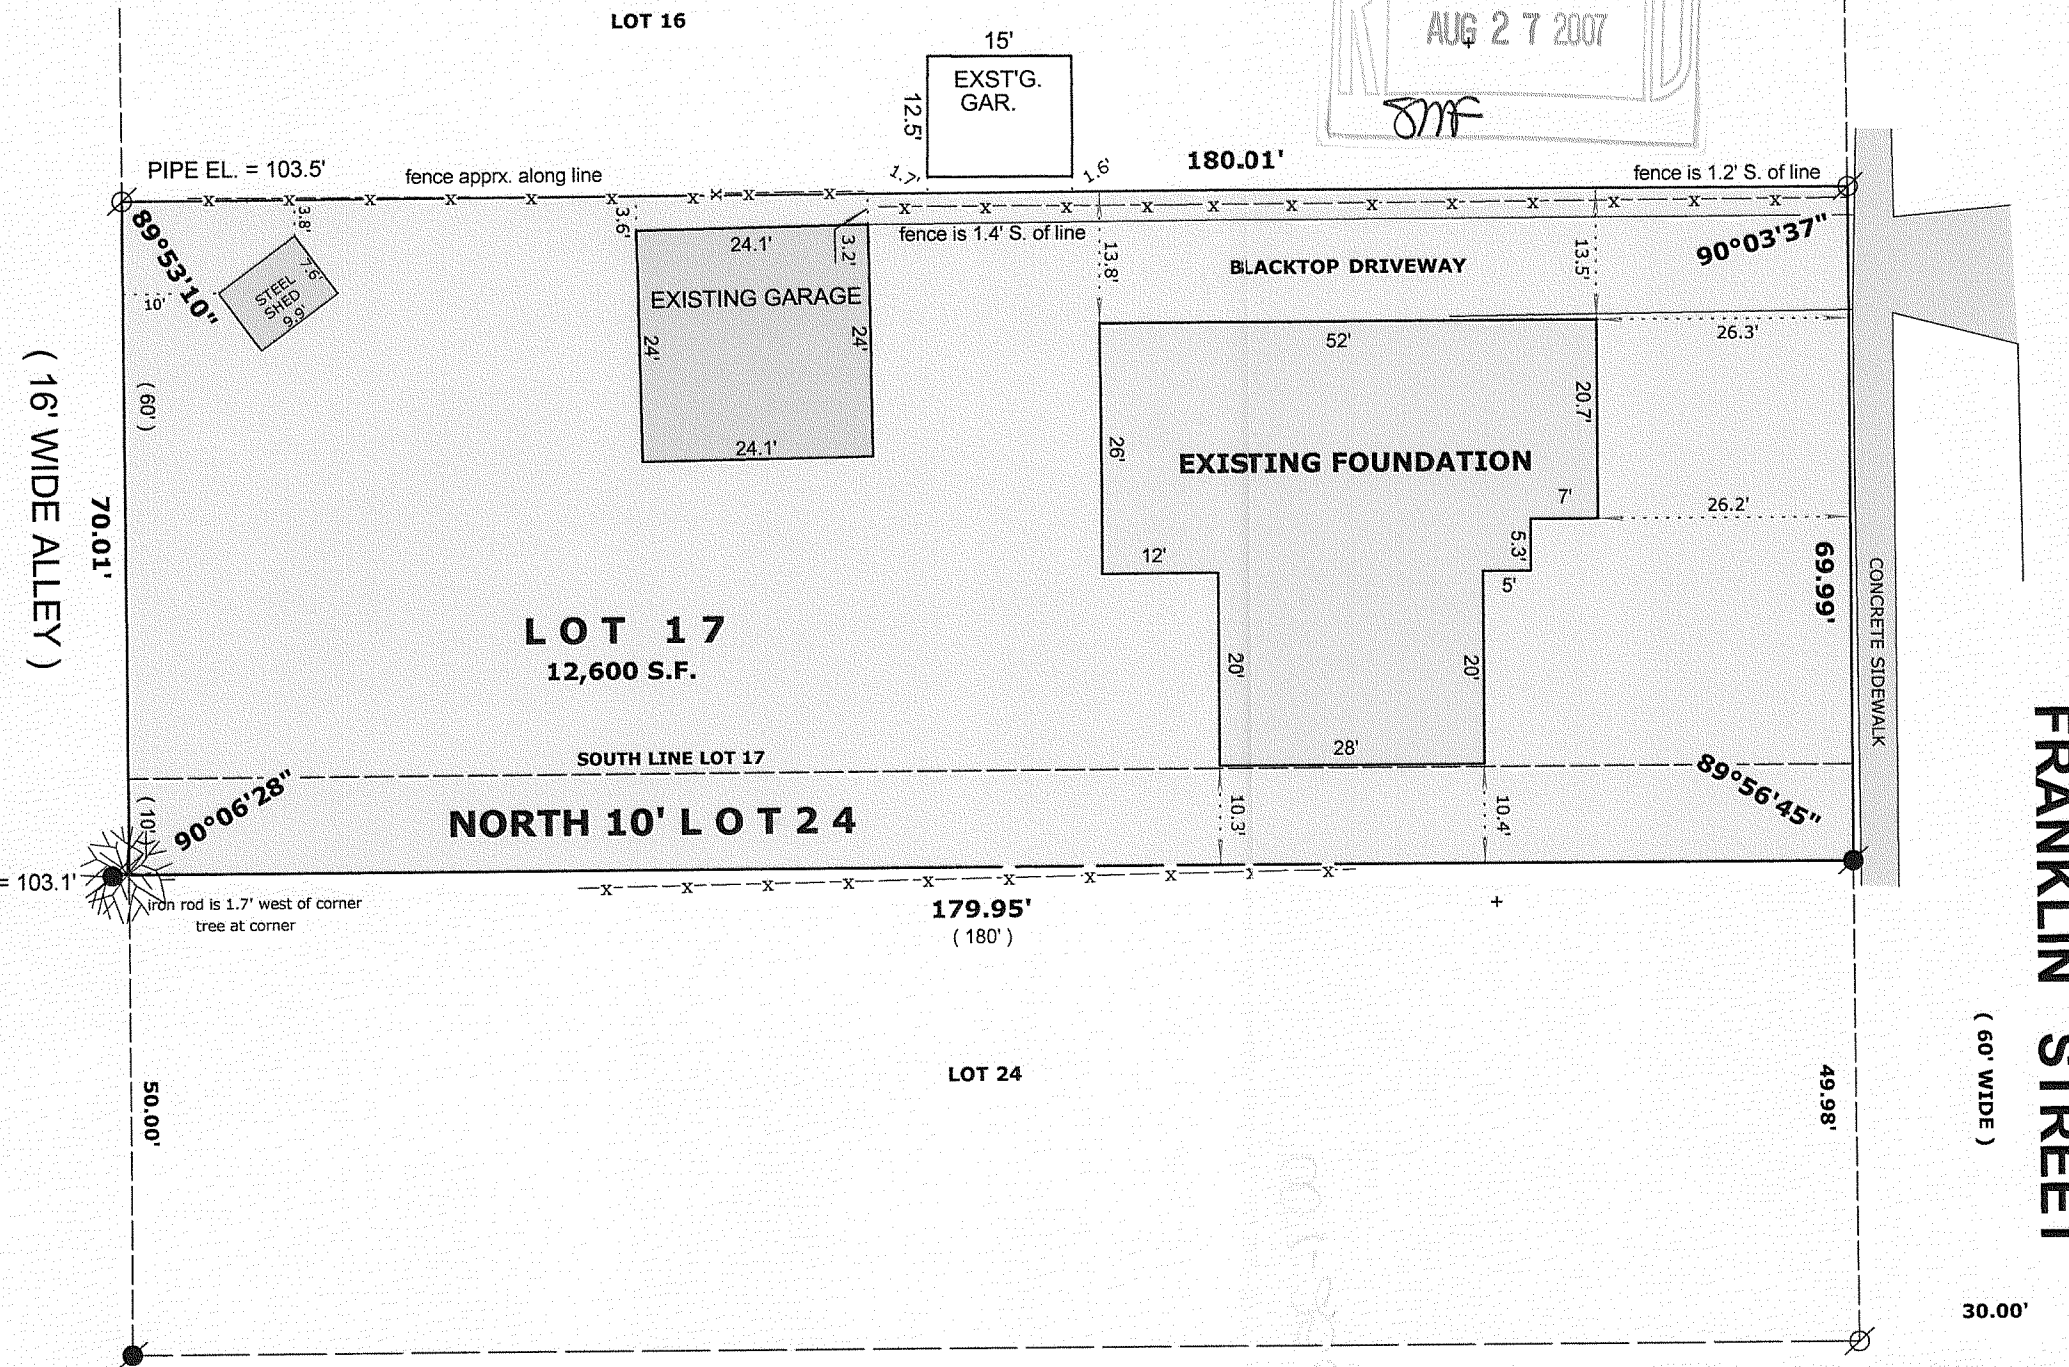 LOT 16
AUG 2 7 2007
15'
EXST'G.
GAR.
12.5'
1.7'
1.6'
180.01'
PIPE EL. = 103.5'
fence apprx. along line
fence is 1.2' S. of line
89°53'10"
3.8'
3.6'
24.1'
3.2'
fence is 1.4' S. of line
13.8'
BLACKTOP DRIVEWAY
13.5'
90°03'37"
10'
STEEL
SHED
7.6'
9.9'
EXISTING GARAGE
24'
24'
24.1'
52'
26.3'
( 16' WIDE ALLEY )
( 60' )
70.01'
26'
EXISTING FOUNDATION
20.7'
7'
26.2'
5.3'
12'
5'
69.99'
CONCRETE SIDEWALK
LOT 17
12,600 S.F.
20'
20'
SOUTH LINE LOT 17
28'
89°56'45"
( 10' )
90°06'28"
NORTH 10' LOT 24
10.3'
10.4'
= 103.1'
iron rod is 1.7' west of corner
tree at corner
179.95'
( 180' )
FRANKLIN STREET
( 60' WIDE )
LOT 24
50.00'
49.98'
30.00'